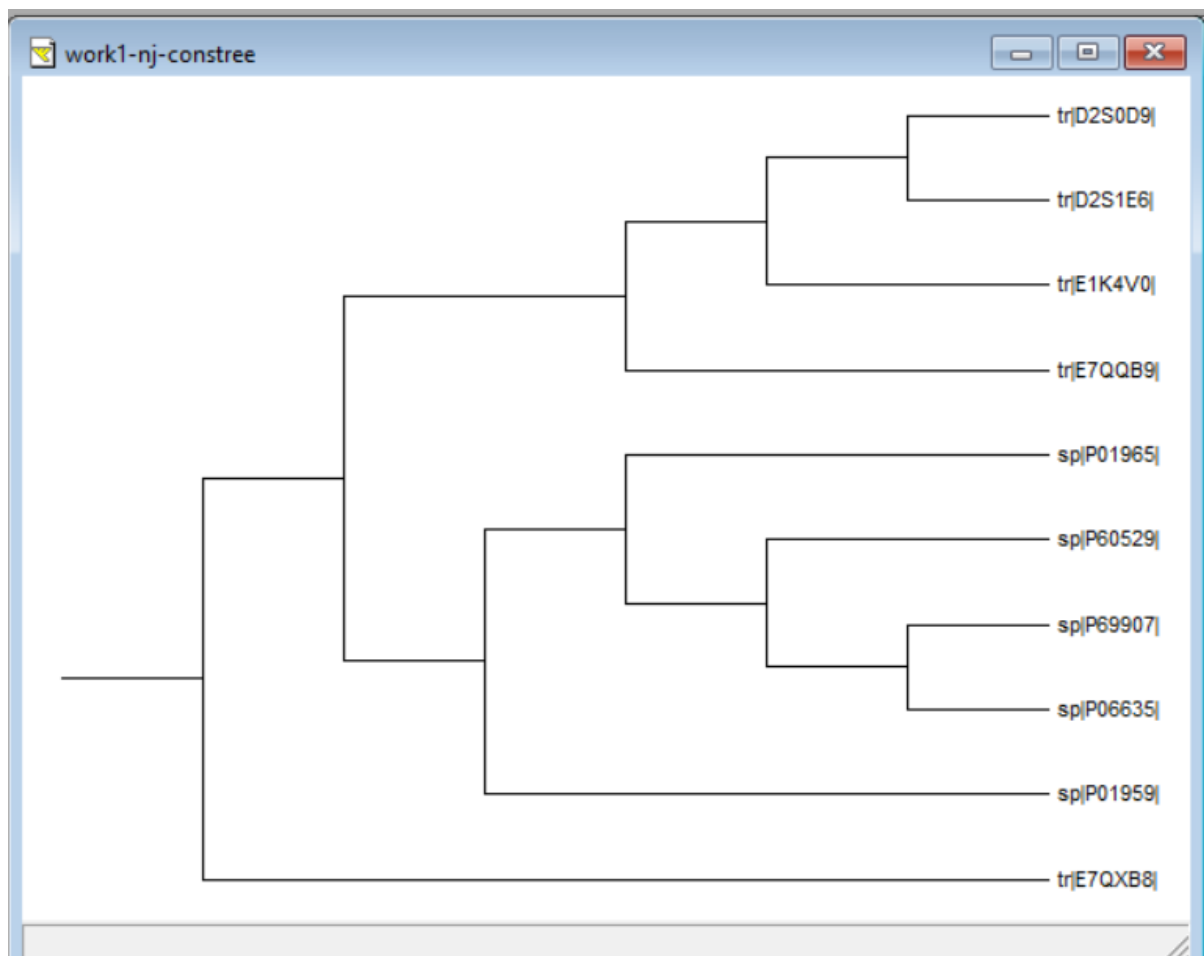 work1-nj-constree
tr|D2S0D9|
tr|D2S1E6|
tr|E1K4V0|
tr|E7QQB9|
sp|P01965|
sp|P60529|
sp|P69907|
sp|P06635|
sp|P01959|
tr|E7QXB8|